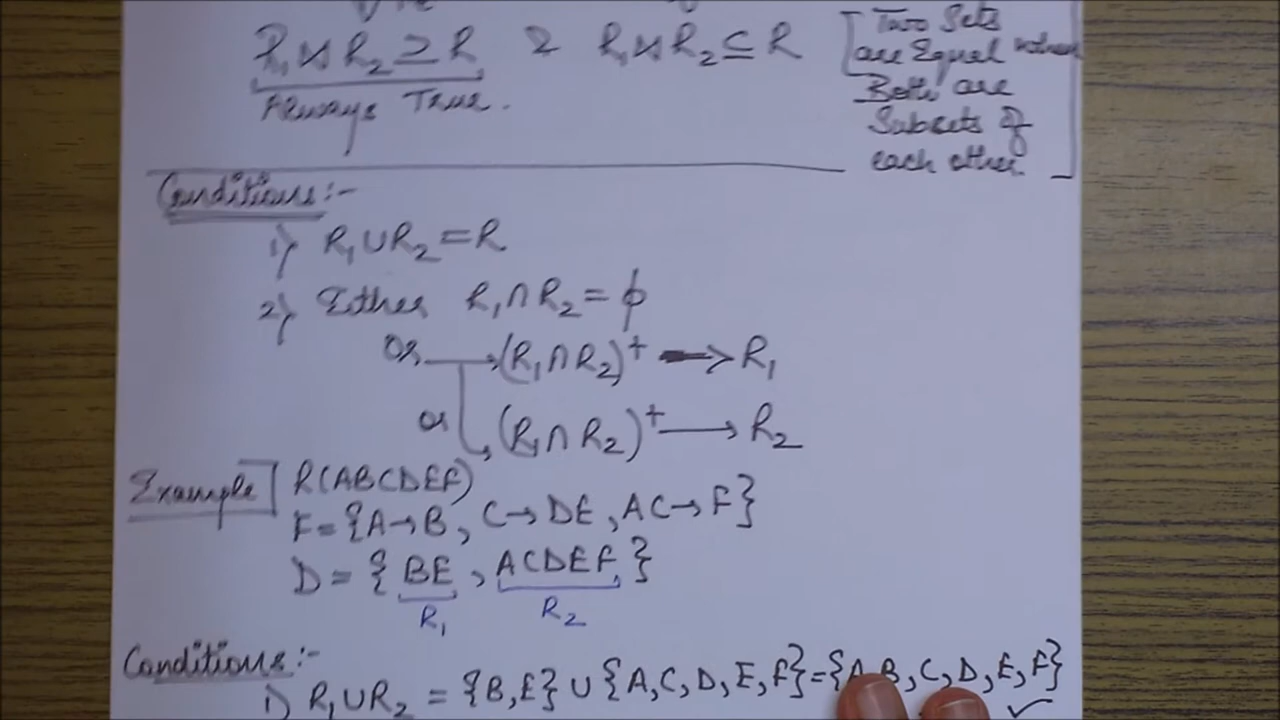 R₁⋈R₂⊇R & R₁⋈R₂⊆R
Always True.
[Two Sets
are Equal when
Both are
Subsets of
each other.]
Conditions:-
1) R₁∪R₂=R
2) Either R₁∩R₂=ϕ
Or →(R₁∩R₂)⁺ → R₁
or (R₁∩R₂)⁺ → R₂
Example R(ABCDEF)
F={A→B, C→DE, AC→F}
D={BE, ACDEF}
R₁ R₂
Conditions:-
1) R₁∪R₂ = {B,E} ∪ {A,C,D,E,F}={A,B,C,D,E,F}
✓